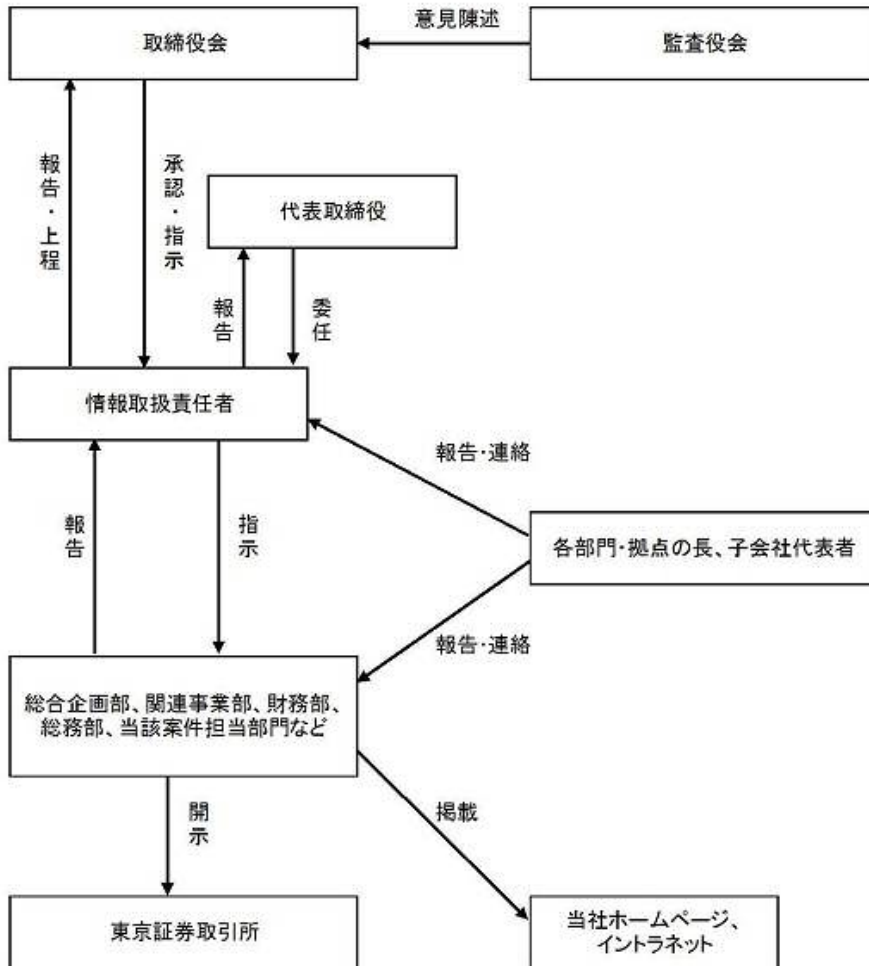 取締役会
意見陳述
監査役会
報告・上程
承認・指示
代表取締役
報告
委任
情報取扱責任者
報告・連絡
報告
指示
各部門・拠点の長、子会社代表者
報告・連絡
総合企画部、関連事業部、財務部、
総務部、当該案件担当部門など
開示
掲載
東京証券取引所
当社ホームページ、
イントラネット